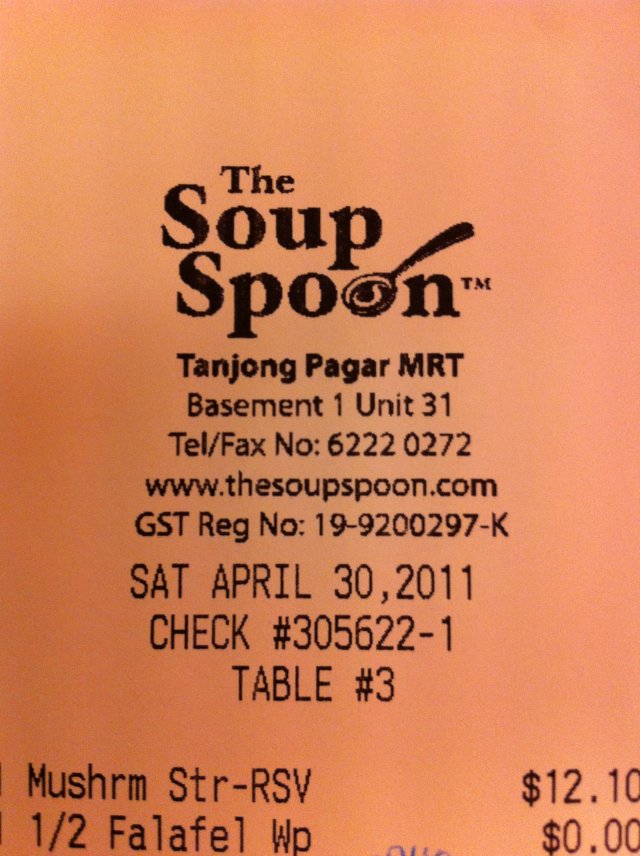 The
Soup
Spoon™
Tanjong Pagar MRT
Basement 1 Unit 31
Tel/Fax No: 6222 0272
www.thesoupspoon.com
GST Reg No: 19-9200297-K
SAT APRIL 30,2011
CHECK #305622-1
TABLE #3
Mushrm Str-RSV $12.10
1/2 Falafel Wp $0.00